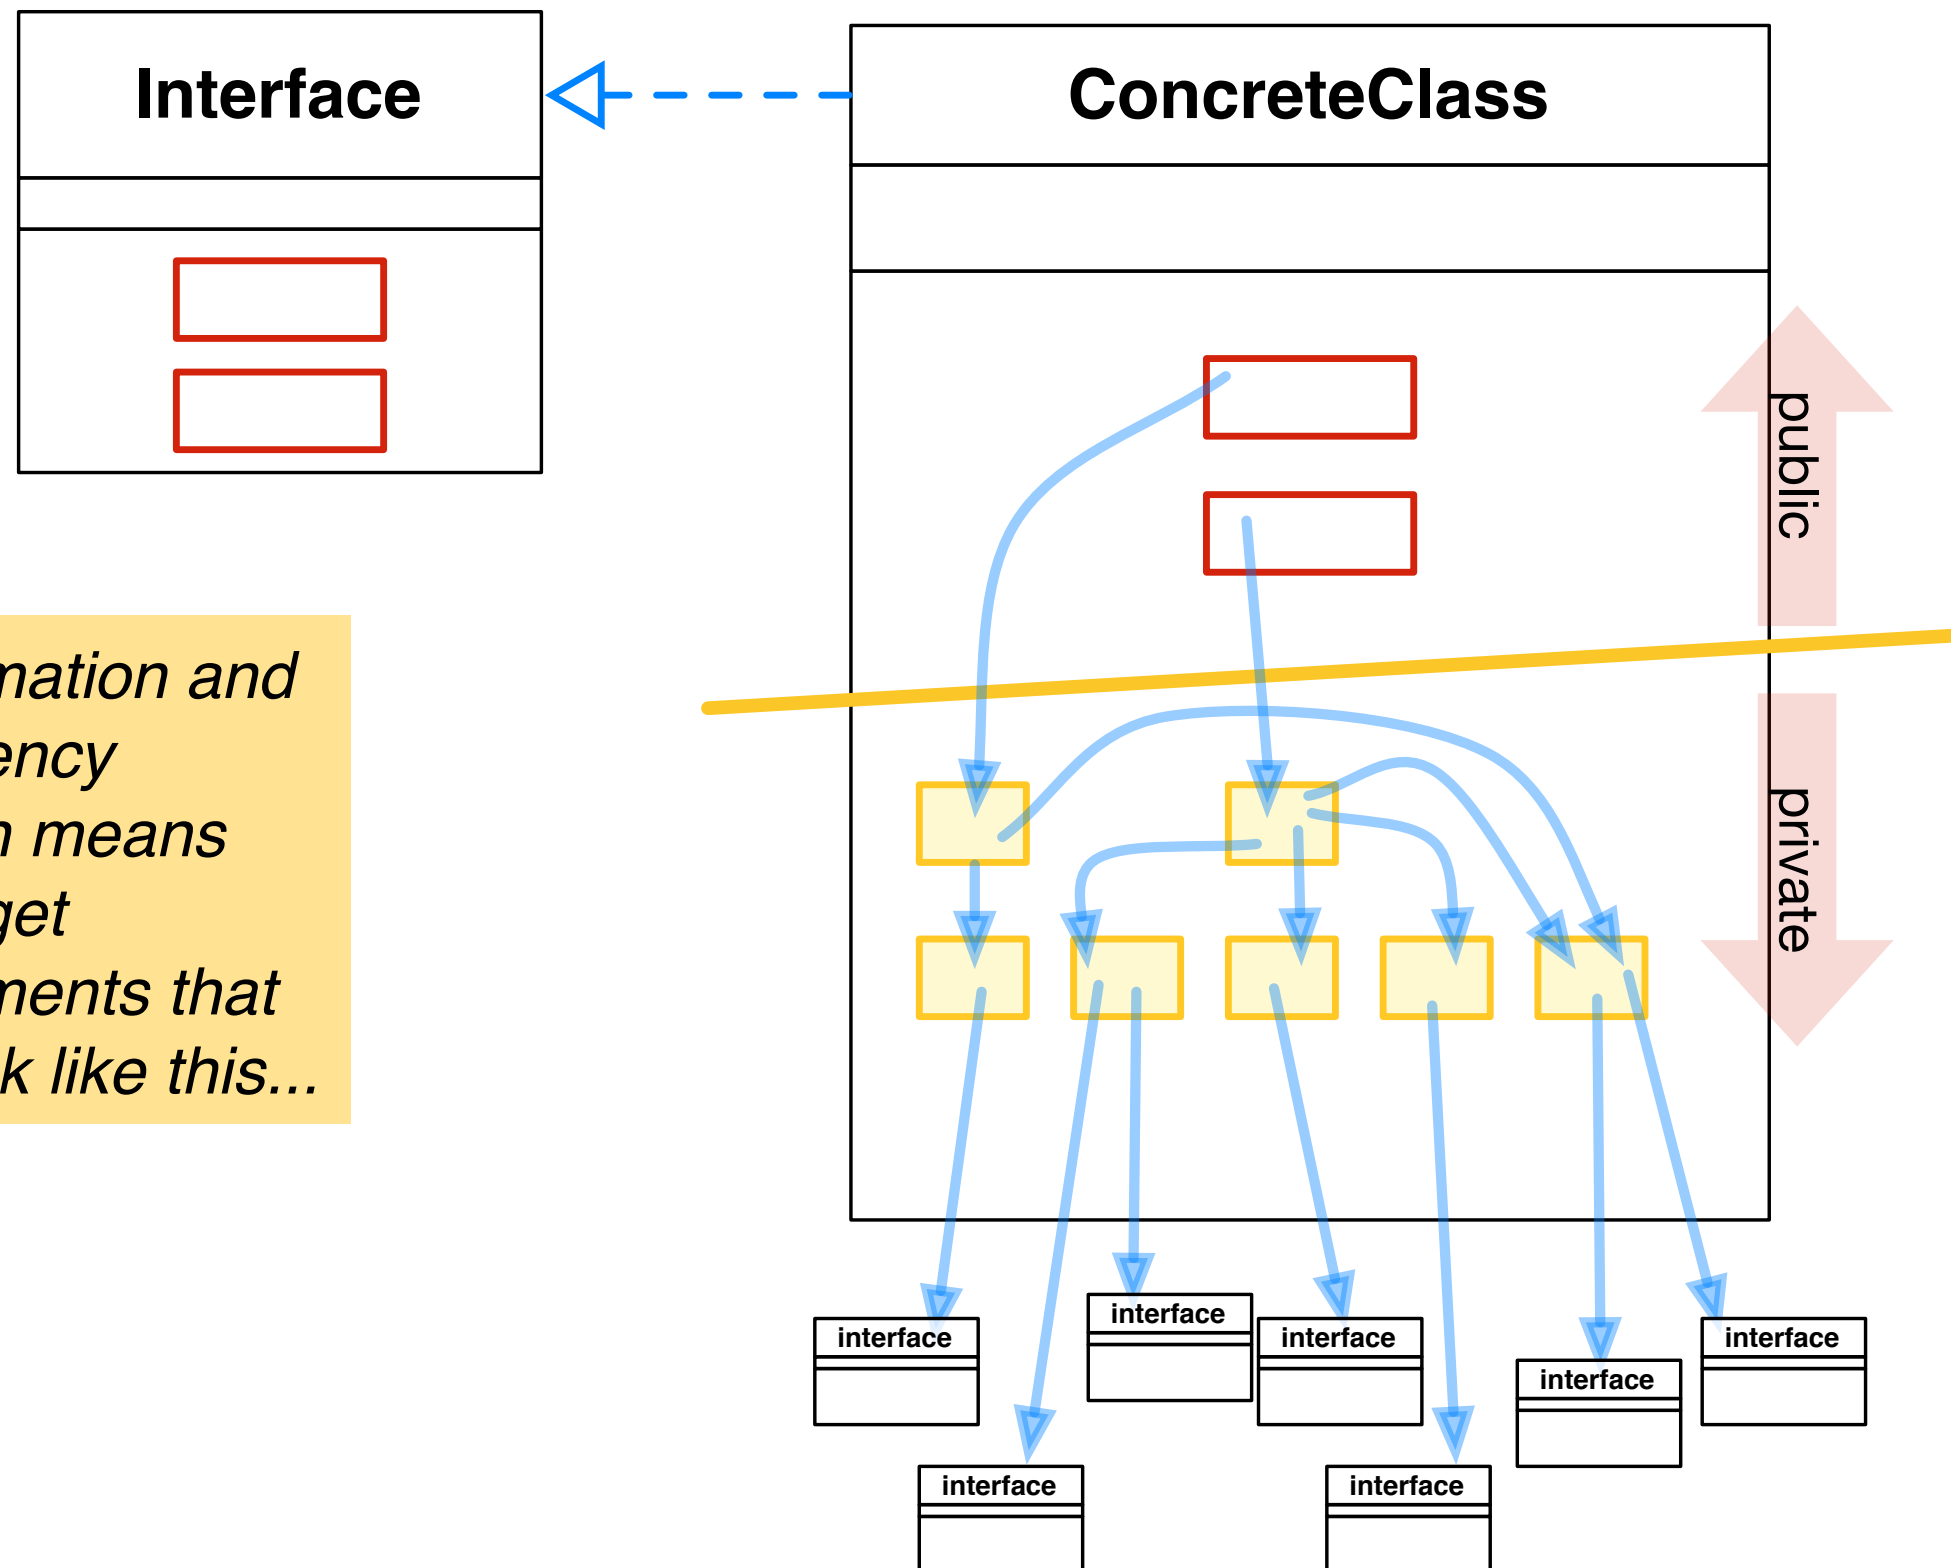 Interface
ConcreteClass
public
mation and
ency
n means
get
ments that
k like this...
private
interface
interface
interface
interface
interface
interface
interface